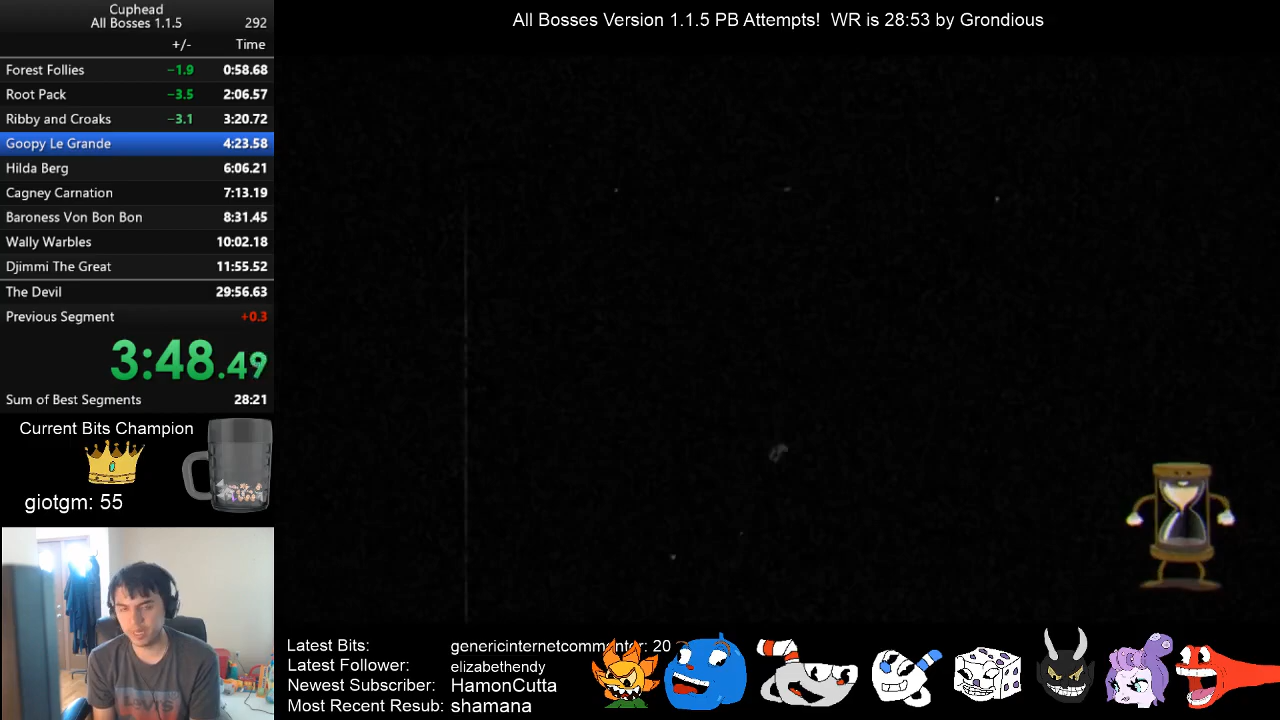 Cuphead
All Bosses 1.1.5 292
+/- Time
Forest Follies −1.9 0:58.68
Root Pack −3.5 2:06.57
Ribby and Croaks −3.1 3:20.72
Goopy Le Grande 4:23.58
Hilda Berg 6:06.21
Cagney Carnation 7:13.19
Baroness Von Bon Bon 8:31.45
Wally Warbles 10:02.18
Djimmi The Great 11:55.52
The Devil 29:56.63
Previous Segment +0.3
3:48.49
Sum of Best Segments 28:21
Current Bits Champion
giotgm: 55
All Bosses Version 1.1.5 PB Attempts! WR is 28:53 by Grondious
Latest Bits: genericinternetcommenter: 20
Latest Follower: elizabethendy
Newest Subscriber: HamonCutta
Most Recent Resub: shamana